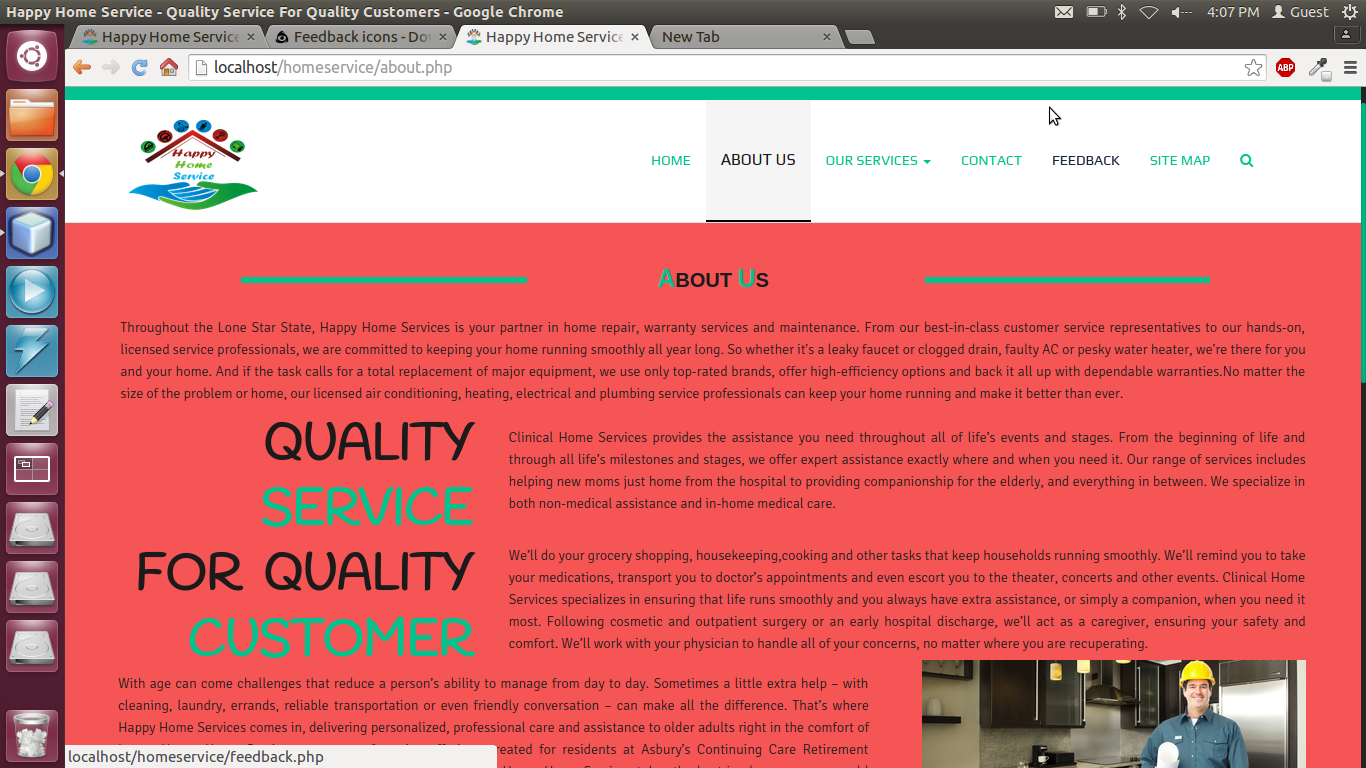 Happy Home Service - Quality Service For Quality Customers - Google Chrome
4:07 PM Guest
Happy Home Service
Feedback icons - Do
Happy Home Service
New Tab
localhost/homeservice/about.php
ABP
Happy
Home
Service
HOME
ABOUT US
OUR SERVICES
CONTACT
FEEDBACK
SITE MAP
About Us
Throughout the Lone Star State, Happy Home Services is your partner in home repair, warranty services and maintenance. From our best-in-class customer service representatives to our hands-on,
licensed service professionals, we are committed to keeping your home running smoothly all year long. So whether it's a leaky faucet or clogged drain, faulty AC or pesky water heater, we're there for you
and your home. And if the task calls for a total replacement of major equipment, we use only top-rated brands, offer high-efficiency options and back it all up with dependable warranties.No matter the
size of the problem or home, our licensed air conditioning, heating, electrical and plumbing service professionals can keep your home running and make it better than ever.
QUALITY
SERVICE
FOR QUALITY
CUSTOMER
Clinical Home Services provides the assistance you need throughout all of life's events and stages. From the beginning of life and
through all life's milestones and stages, we offer expert assistance exactly where and when you need it. Our range of services includes
helping new moms just home from the hospital to providing companionship for the elderly, and everything in between. We specialize in
both non-medical assistance and in-home medical care.
We'll do your grocery shopping, housekeeping,cooking and other tasks that keep households running smoothly. We'll remind you to take
your medications, transport you to doctor's appointments and even escort you to the theater, concerts and other events. Clinical Home
Services specializes in ensuring that life runs smoothly and you always have extra assistance, or simply a companion, when you need it
most. Following cosmetic and outpatient surgery or an early hospital discharge, we'll act as a caregiver, ensuring your safety and
comfort. We'll work with your physician to handle all of your concerns, no matter where you are recuperating.
With age can come challenges that reduce a person's ability to manage from day to day. Sometimes a little extra help – with
cleaning, laundry, errands, reliable transportation or even friendly conversation – can make all the difference. That's where
Happy Home Services comes in, delivering personalized, professional care and assistance to older adults right in the comfort of
created for residents at Asbury's Continuing Care Retirement
localhost/homeservice/feedback.php